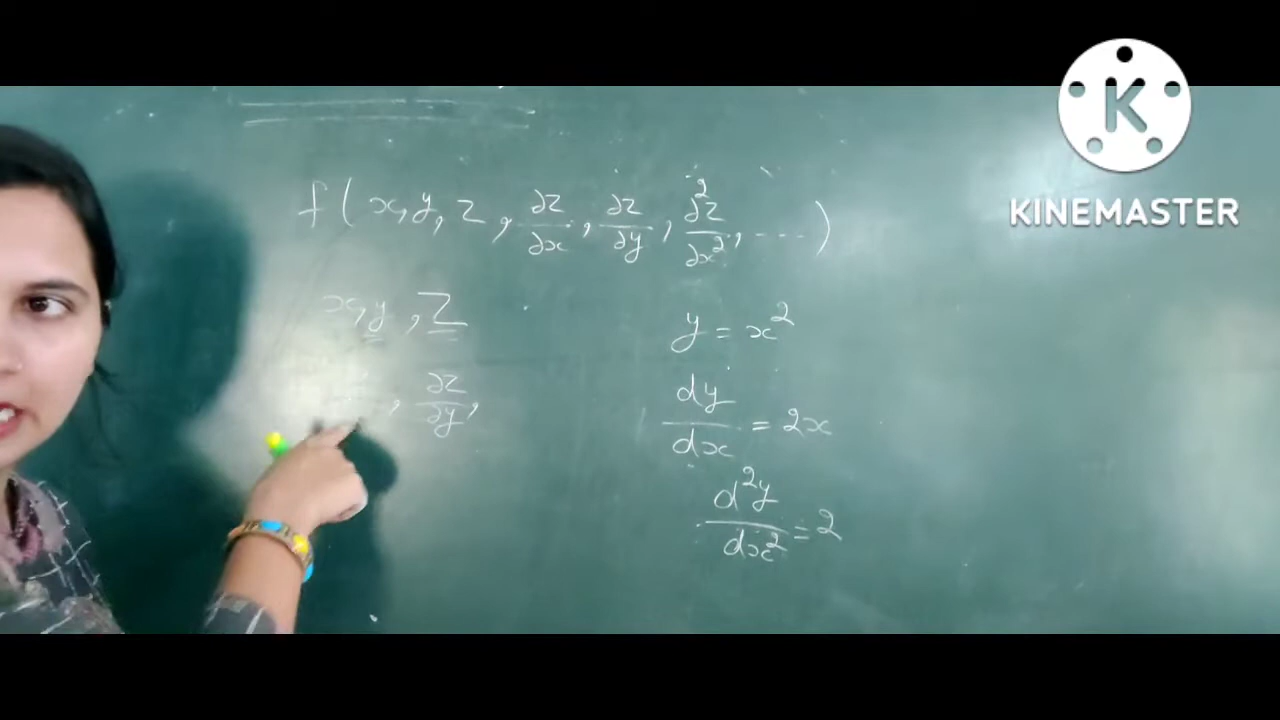 KINEMASTER
f(x, y, z, ∂z/∂x, ∂z/∂y, ∂²z/∂x², ----)
x, y, z
, ∂z/∂y,
y = x²
dy/dx = 2x
d²y/dx² = 2